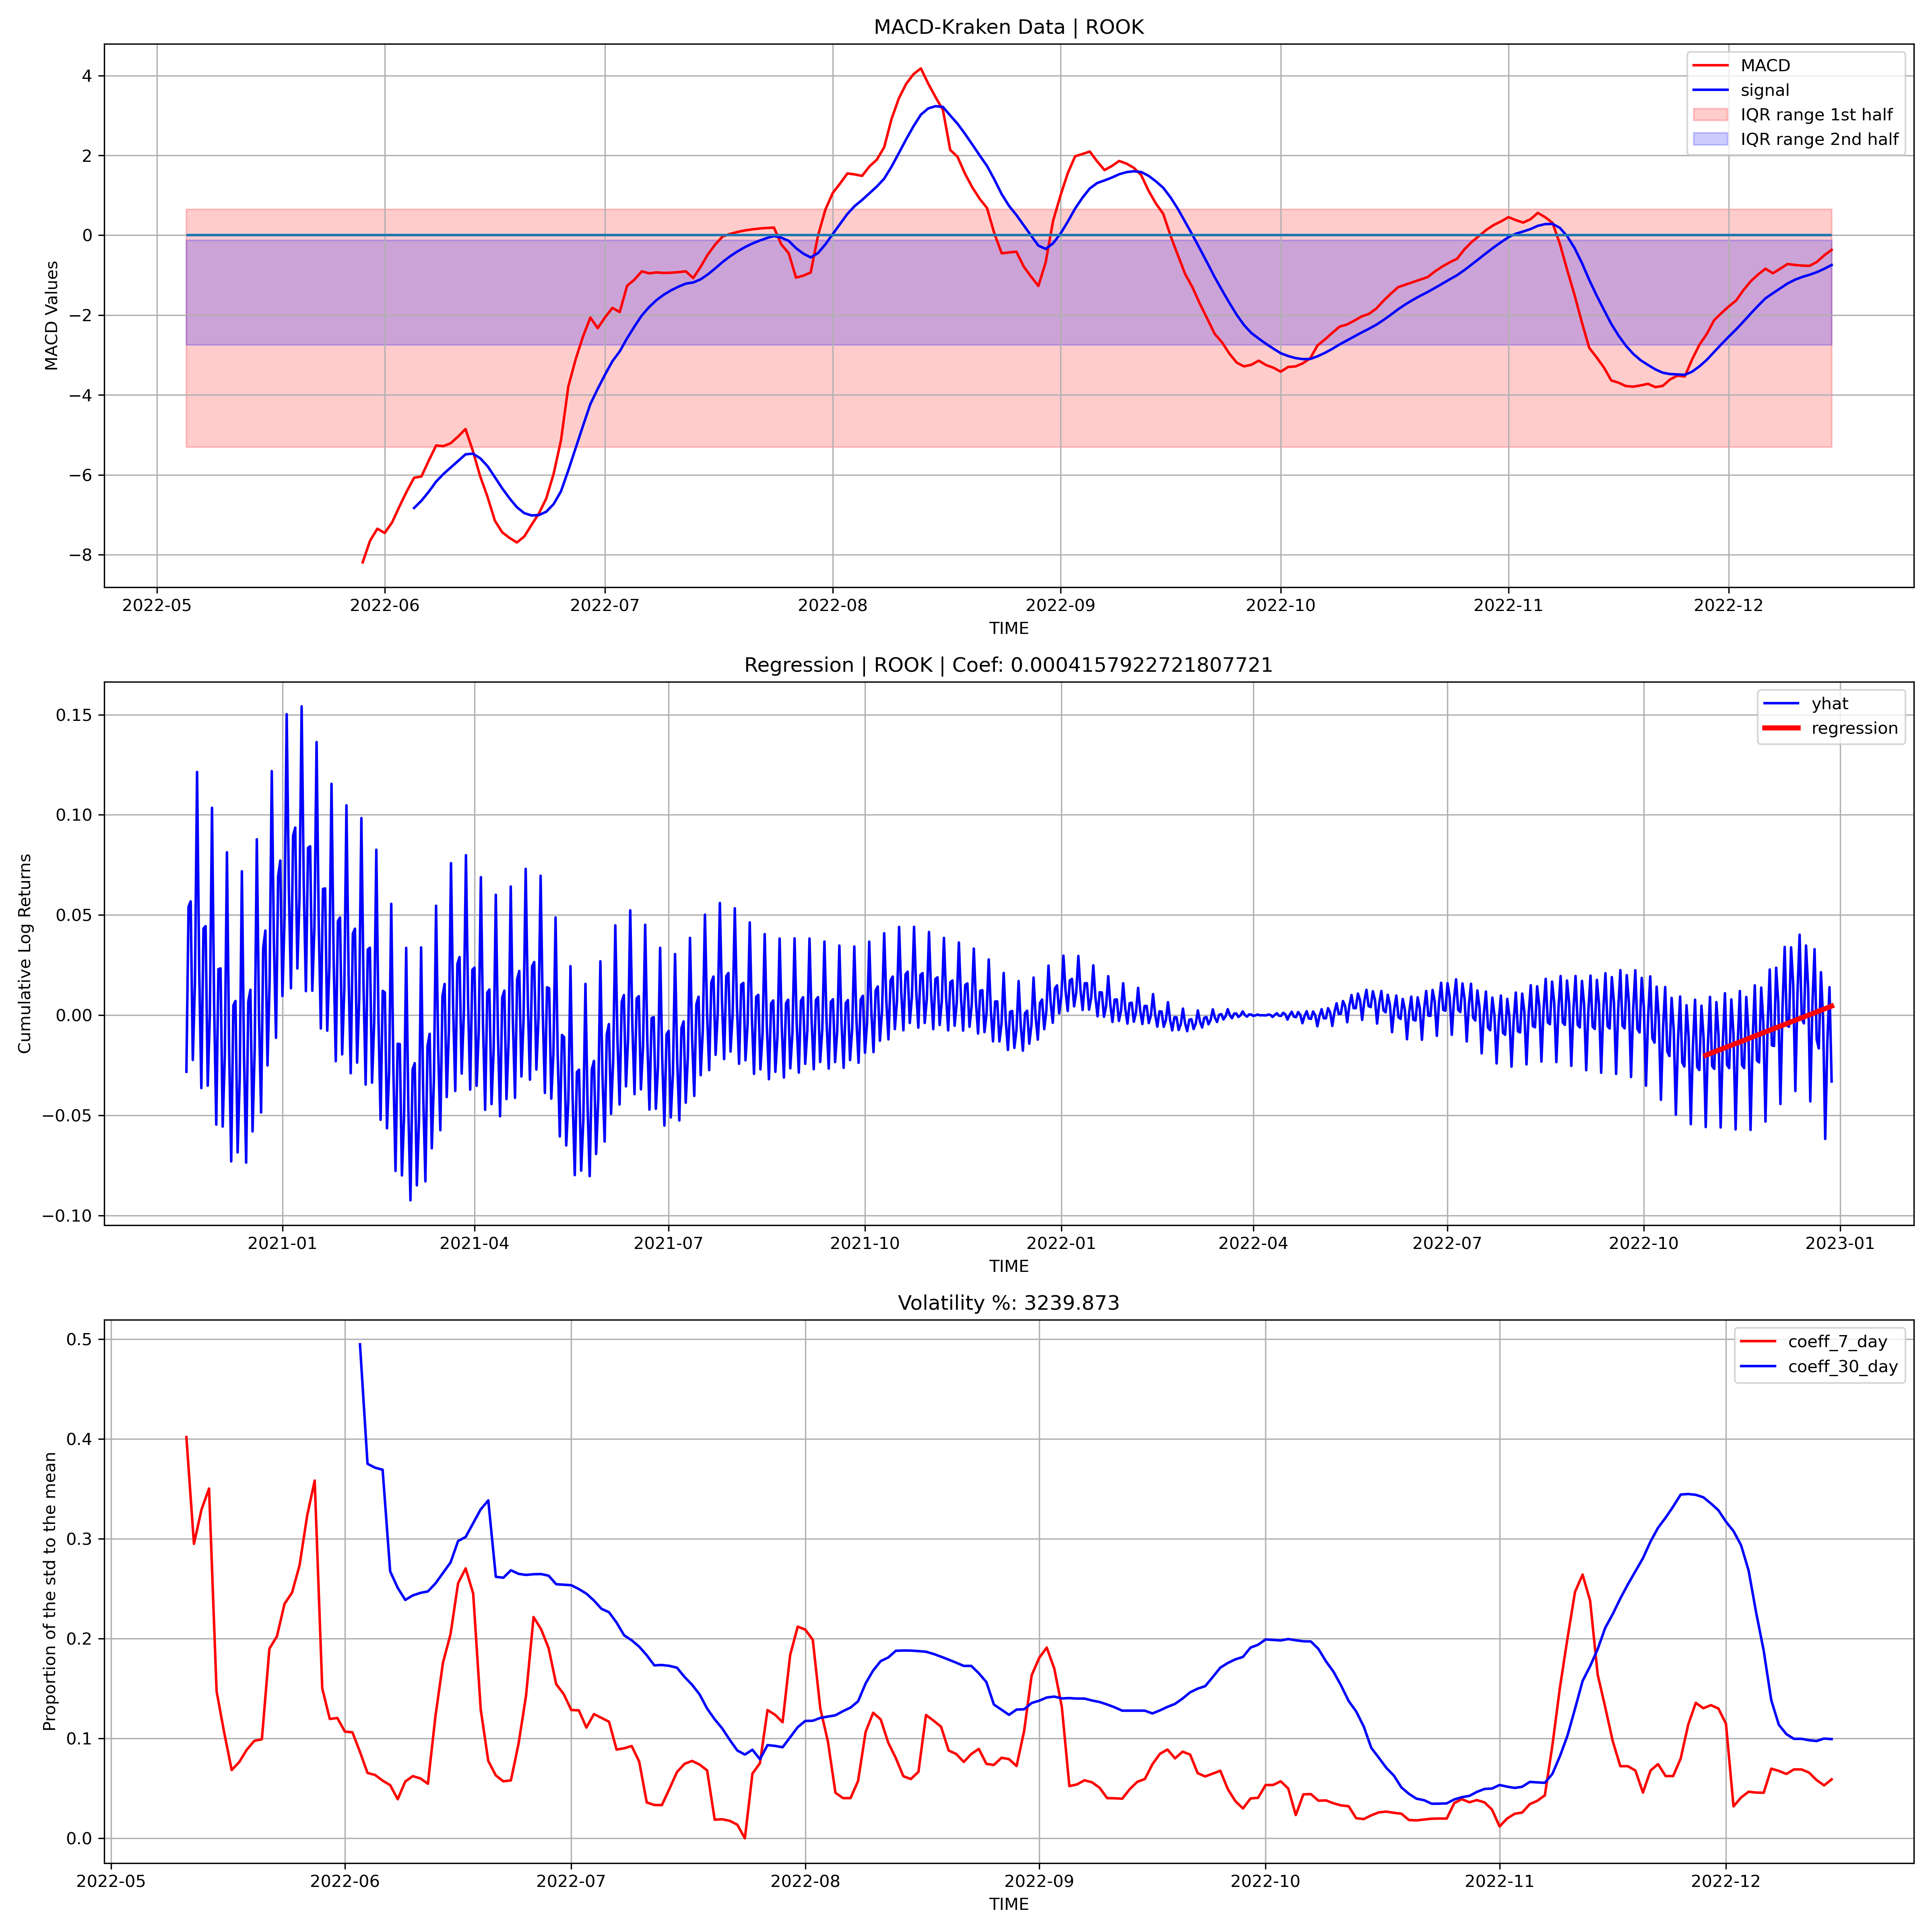 MACD-Kraken Data | ROOK
MACD Values
4
2
0
−2
−4
−6
−8
MACD
signal
IQR range 1st half
IQR range 2nd half
2022-05 2022-06 2022-07 2022-08 2022-09 2022-10 2022-11 2022-12
TIME
Regression | ROOK | Coef: 0.0004157922721807721
Cumulative Log Returns
0.15
0.10
0.05
0.00
−0.05
−0.10
yhat
regression
2021-01 2021-04 2021-07 2021-10 2022-01 2022-04 2022-07 2022-10 2023-01
TIME
Volatility %: 3239.873
Proportion of the std to the mean
0.5
0.4
0.3
0.2
0.1
0.0
coeff_7_day
coeff_30_day
2022-05 2022-06 2022-07 2022-08 2022-09 2022-10 2022-11 2022-12
TIME